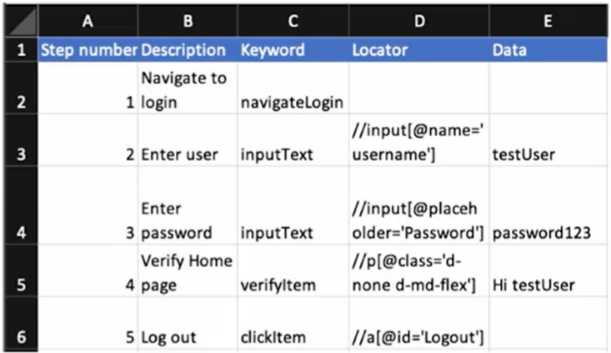 A B C D E
1 Step number Description Keyword Locator Data
Navigate to
2 1 login navigateLogin
//input[@name='
3 2 Enter user inputText username'] testUser
Enter //input[@placeh
4 3 password inputText older='Password'] password123
Verify Home //p[@class='d-
5 4 page verifyItem none d-md-flex'] Hi testUser
6 5 Log out clickItem //a[@id='Logout']